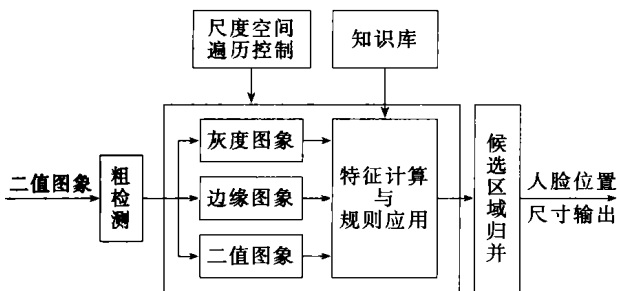 尺度空间
遍历控制
知识库
二值图象
粗检测
灰度图象
边缘图象
二值图象
特征计算
与
规则应用
候选区域归并
人脸位置
尺寸输出